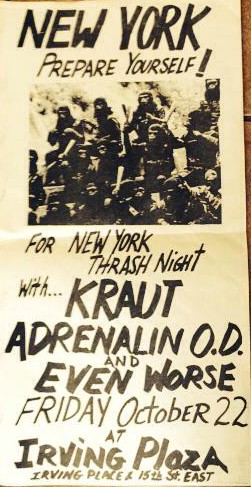 NEW YORK
PREPARE YOURSELF!
FOR NEW YORK
THRASH NIGHT
With...
KRAUT
ADRENALIN O.D.
AND
EVEN WORSE
FRIDAY October 22
AT
IRVING Plaza
IRVING PLACE & 15th St. EAST